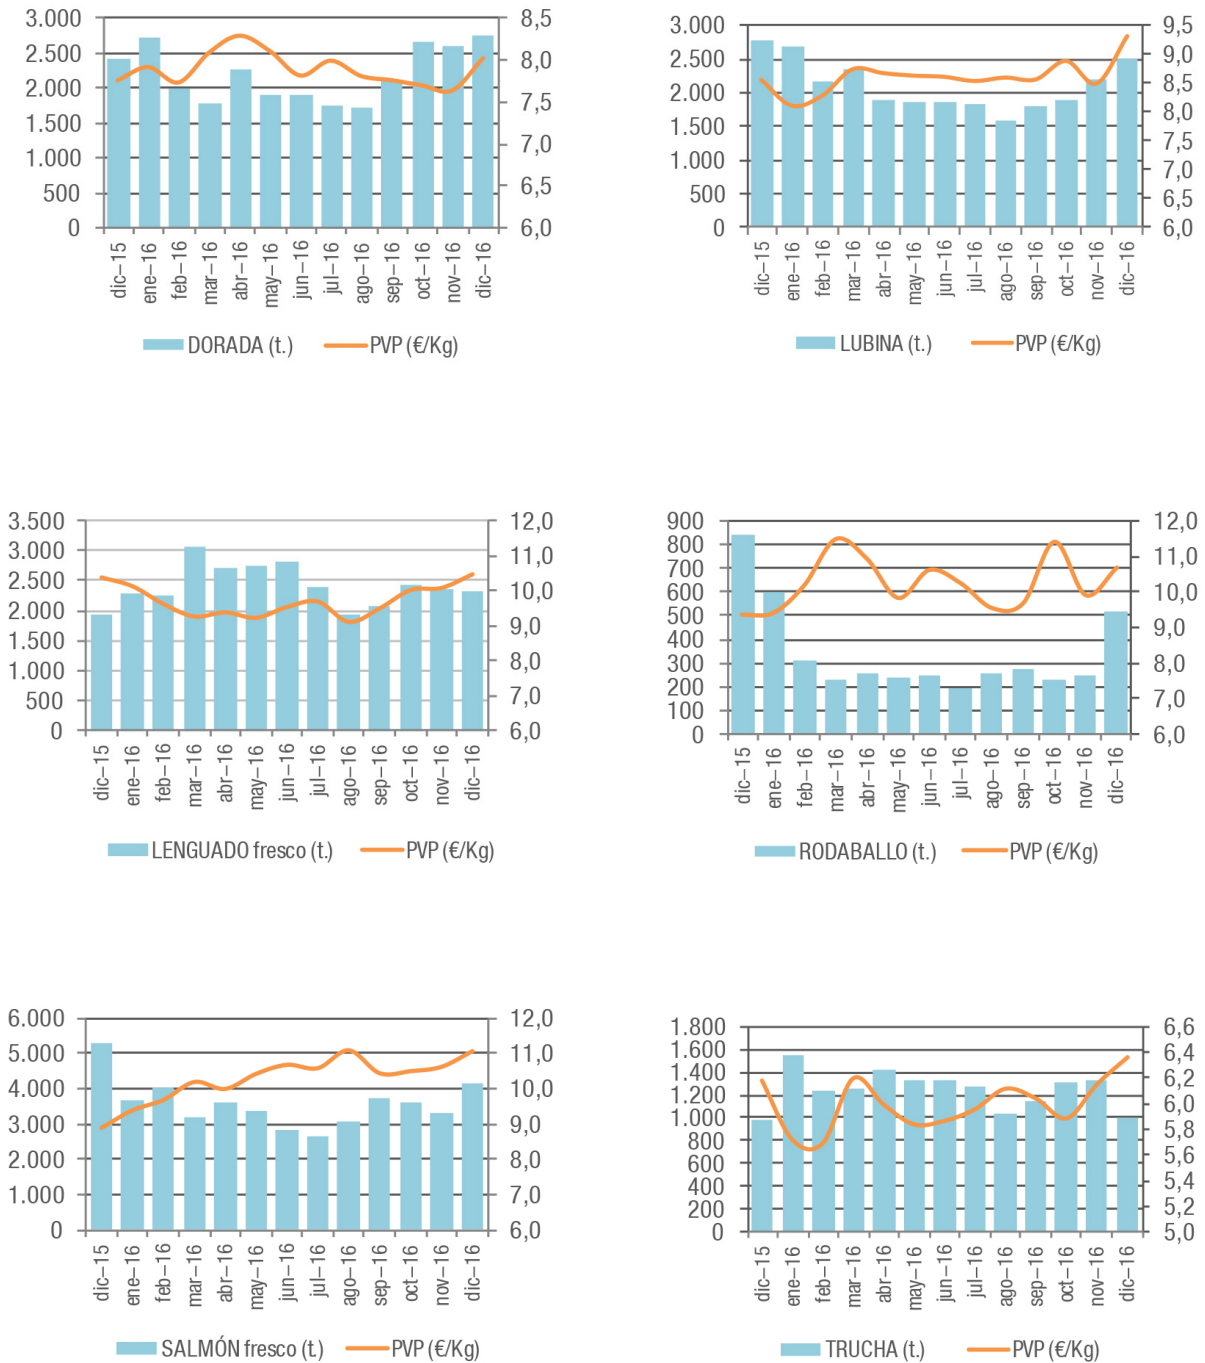 3.000
2.500
2.000
1.500
1.000
500
0
8,5
8,0
7,5
7,0
6,5
6,0
dic–15
ene–16
feb–16
mar–16
abr–16
may–16
jun–16
jul–16
ago–16
sep–16
oct–16
nov–16
dic–16
DORADA (t.)
PVP (€/Kg)
3.000
2.500
2.000
1.500
1.000
500
0
9,5
9,0
8,5
8,0
7,5
7,0
6,5
6,0
dic–15
ene–16
feb–16
mar–16
abr–16
may–16
jun–16
jul–16
ago–16
sep–16
oct–16
nov–16
dic–16
LUBINA (t.)
PVP (€/Kg)
3.500
3.000
2.500
2.000
1.500
1.000
500
0
12,0
11,0
10,0
9,0
8,0
7,0
6,0
dic–15
ene–16
feb–16
mar–16
abr–16
may–16
jun–16
jul–16
ago–16
sep–16
oct–16
nov–16
dic–16
LENGUADO fresco (t.)
PVP (€/Kg)
900
800
700
600
500
400
300
200
100
0
12,0
11,0
10,0
9,0
8,0
7,0
6,0
dic–15
ene–16
feb–16
mar–16
abr–16
may–16
jun–16
jul–16
ago–16
sep–16
oct–16
nov–16
dic–16
RODABALLO (t.)
PVP (€/Kg)
6.000
5.000
4.000
3.000
2.000
1.000
0
12,0
11,0
10,0
9,0
8,0
7,0
6,0
dic–15
ene–16
feb–16
mar–16
abr–16
may–16
jun–16
jul–16
ago–16
sep–16
oct–16
nov–16
dic–16
SALMÓN fresco (t.)
PVP (€/Kg)
1.800
1.600
1.400
1.200
1.000
800
600
400
200
0
6,6
6,4
6,2
6,0
5,8
5,6
5,4
5,2
5,0
dic–15
ene–16
feb–16
mar–16
abr–16
may–16
jun–16
jul–16
ago–16
sep–16
oct–16
nov–16
dic–16
TRUCHA (t.)
PVP (€/Kg)